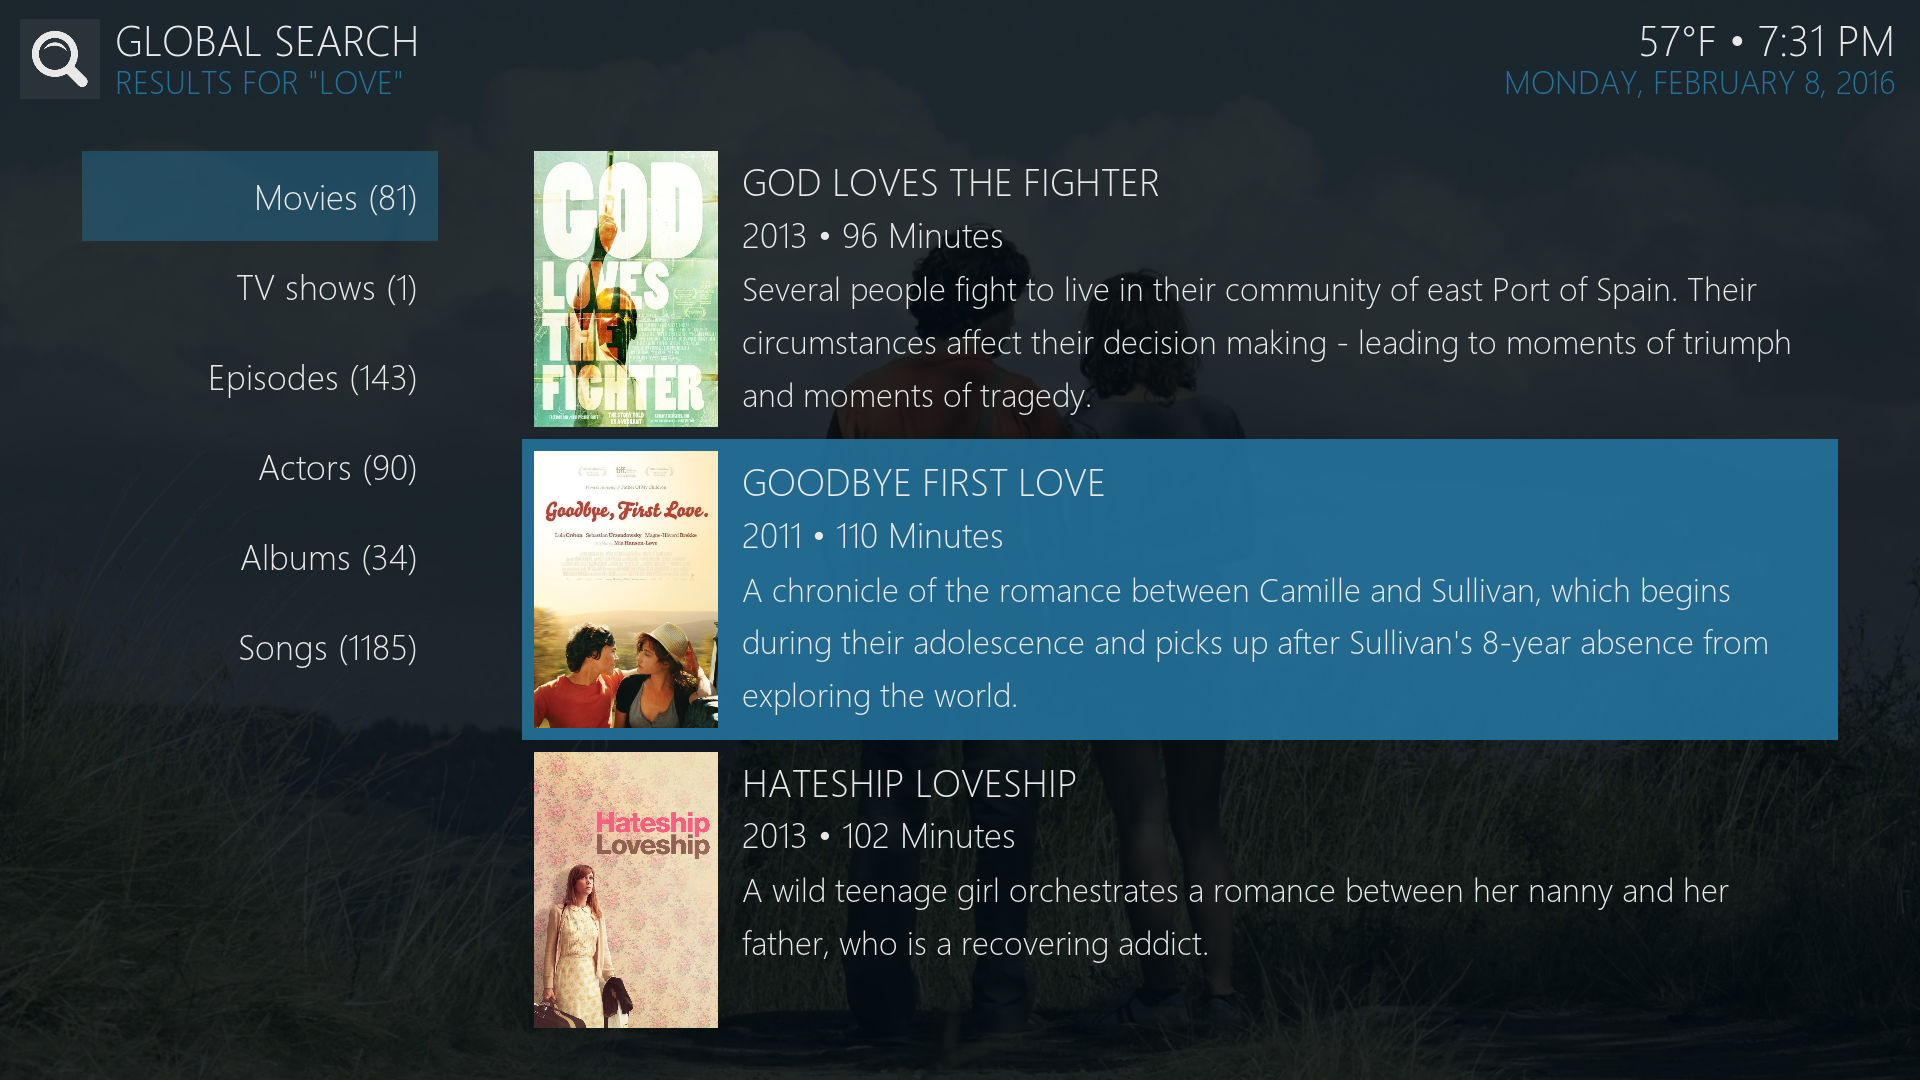 GLOBAL SEARCH
RESULTS FOR "LOVE"
57°F • 7:31 PM
MONDAY, FEBRUARY 8, 2016
Movies (81)
TV shows (1)
Episodes (143)
Actors (90)
Albums (34)
Songs (1185)
GOD
LOVES
THE
FIGHTER
GOD LOVES THE FIGHTER
2013 • 96 Minutes
Several people fight to live in their community of east Port of Spain. Their
circumstances affect their decision making - leading to moments of triumph
and moments of tragedy.
Goodbye, First Love.
GOODBYE FIRST LOVE
2011 • 110 Minutes
A chronicle of the romance between Camille and Sullivan, which begins
during their adolescence and picks up after Sullivan's 8-year absence from
exploring the world.
Hateship
Loveship
HATESHIP LOVESHIP
2013 • 102 Minutes
A wild teenage girl orchestrates a romance between her nanny and her
father, who is a recovering addict.